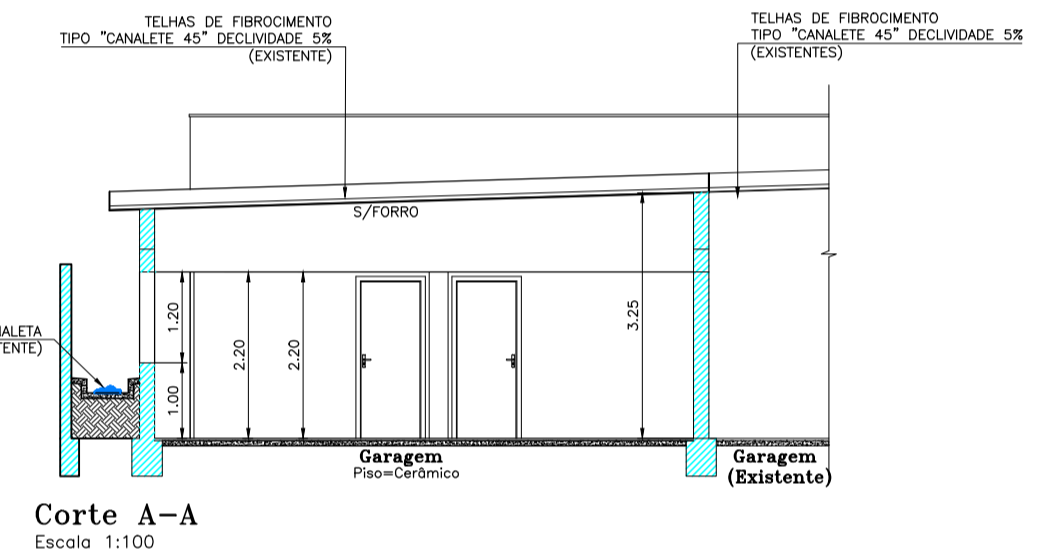 TELHAS DE FIBROCIMENTO
TIPO "CANALETE 45" DECLIVIDADE 5%
(EXISTENTE)
TELHAS DE FIBROCIMENTO
TIPO "CANALETE 45" DECLIVIDADE 5%
(EXISTENTES)
S/FORRO
1.20
1.00
2.20
2.20
3.25
Garagem
Piso=Cerâmico
Garagem
(Existente)
Corte A-A
Escala 1:100